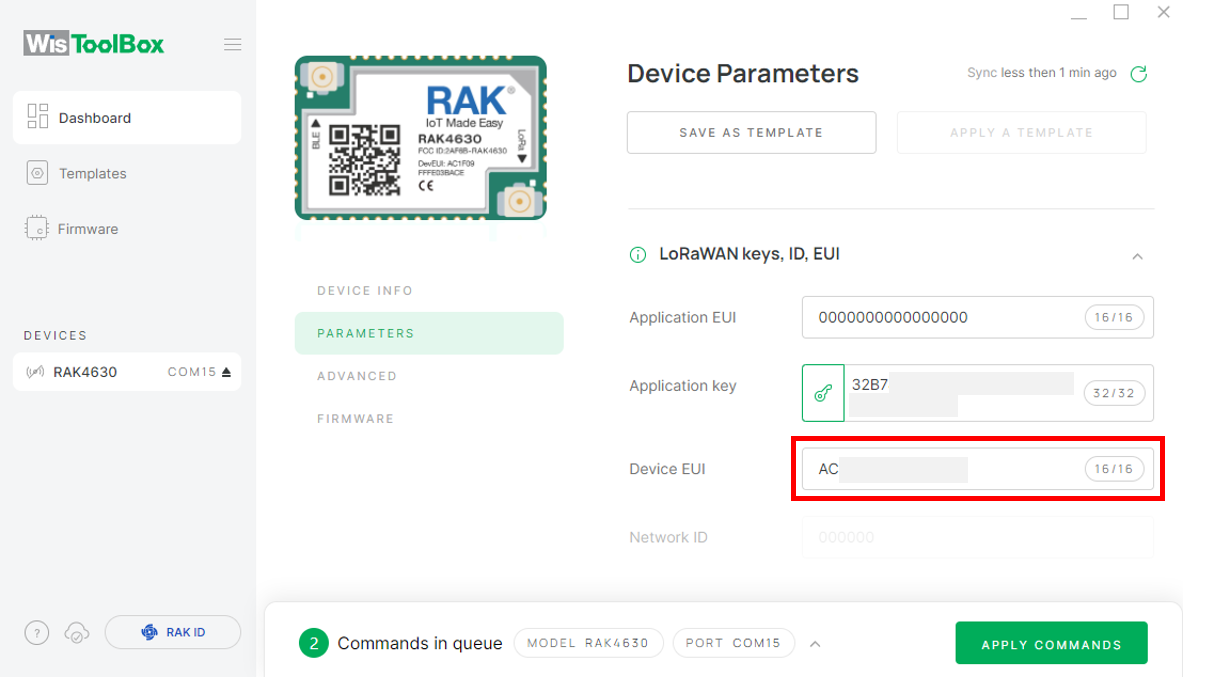 WisToolBox
Dashboard
Templates
Firmware
DEVICES
RAK4630 COM15
?
RAK ID
RAK®
IoT Made Easy
RAK4630
FCC ID:2AF6B-RAK4630
DevEUI: AC1F09
FFFE03BACE
BLE
LoRa
DEVICE INFO
PARAMETERS
ADVANCED
FIRMWARE
Device Parameters
Sync less then 1 min ago
SAVE AS TEMPLATE
APPLY A TEMPLATE
LoRaWAN keys, ID, EUI
Application EUI 0000000000000000 16/16
Application key 32B7 32/32
Device EUI AC 16/16
Network ID 000000
2 Commands in queue MODEL RAK4630 PORT COM15
APPLY COMMANDS